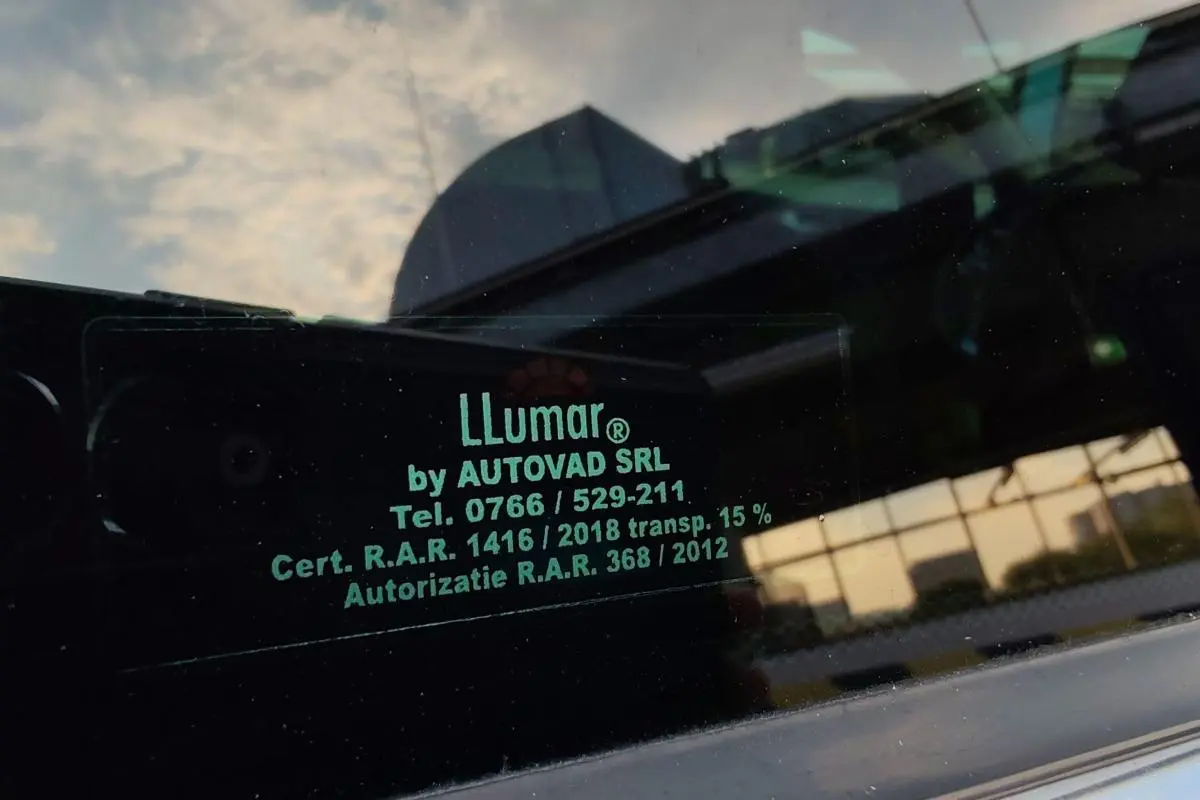 LLumar®
by AUTOVAD SRL
Tel. 0766 / 529-211
Cert. R.A.R. 1416 / 2018 transp. 15 %
Autorizatie R.A.R. 368 / 2012